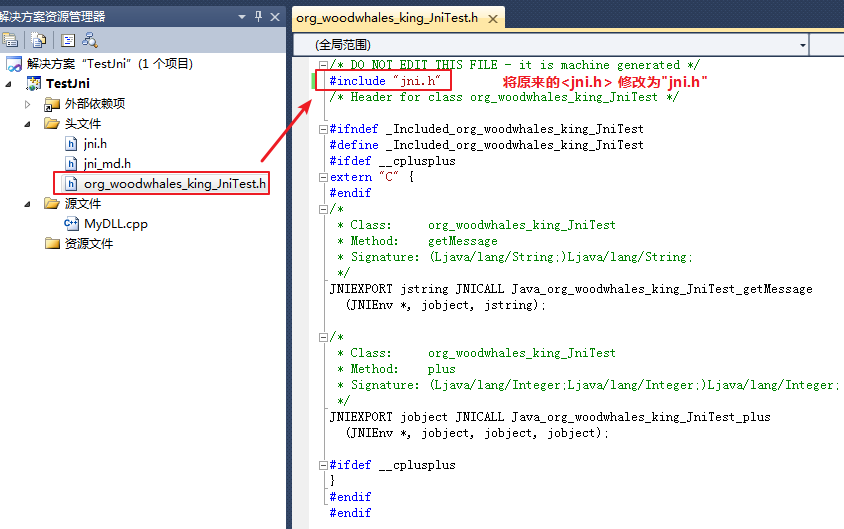 解决方案资源管理器
解决方案 "TestJni" (1 个项目)
TestJni
外部依赖项
头文件
jni.h
jni_md.h
org_woodwhales_king_JniTest.h
源文件
MyDLL.cpp
资源文件
org_woodwhales_king_JniTest.h
(全局范围)
/* DO NOT EDIT THIS FILE - it is machine generated */
#include "jni.h"
将原来的<jni.h> 修改为"jni.h"
/* Header for class org_woodwhales_king_JniTest */
#ifndef _Included_org_woodwhales_king_JniTest
#define _Included_org_woodwhales_king_JniTest
#ifdef __cplusplus
extern "C" {
#endif
/*
* Class: org_woodwhales_king_JniTest
* Method: getMessage
* Signature: (Ljava/lang/String;)Ljava/lang/String;
*/
JNIEXPORT jstring JNICALL Java_org_woodwhales_king_JniTest_getMessage
(JNIEnv *, jobject, jstring);
/*
* Class: org_woodwhales_king_JniTest
* Method: plus
* Signature: (Ljava/lang/Integer;Ljava/lang/Integer;)Ljava/lang/Integer;
*/
JNIEXPORT jobject JNICALL Java_org_woodwhales_king_JniTest_plus
(JNIEnv *, jobject, jobject, jobject);
#ifdef __cplusplus
}
#endif
#endif